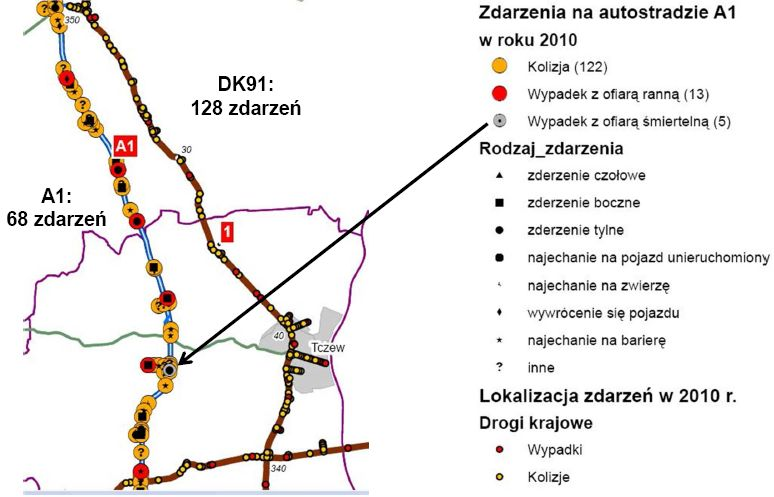 350
DK91:
128 zdarzeń
A1
30
A1:
68 zdarzeń
1
40
Tczew
340
Zdarzenia na autostradzie A1
w roku 2010
Kolizja (122)
Wypadek z ofiarą ranną (13)
Wypadek z ofiarą śmiertelną (5)
Rodzaj_zdarzenia
zderzenie czołowe
zderzenie boczne
zderzenie tylne
najechanie na pojazd unieruchomiony
najechanie na zwierzę
wywrócenie się pojazdu
najechanie na barierę
? inne
Lokalizacja zdarzeń w 2010 r.
Drogi krajowe
Wypadki
Kolizje